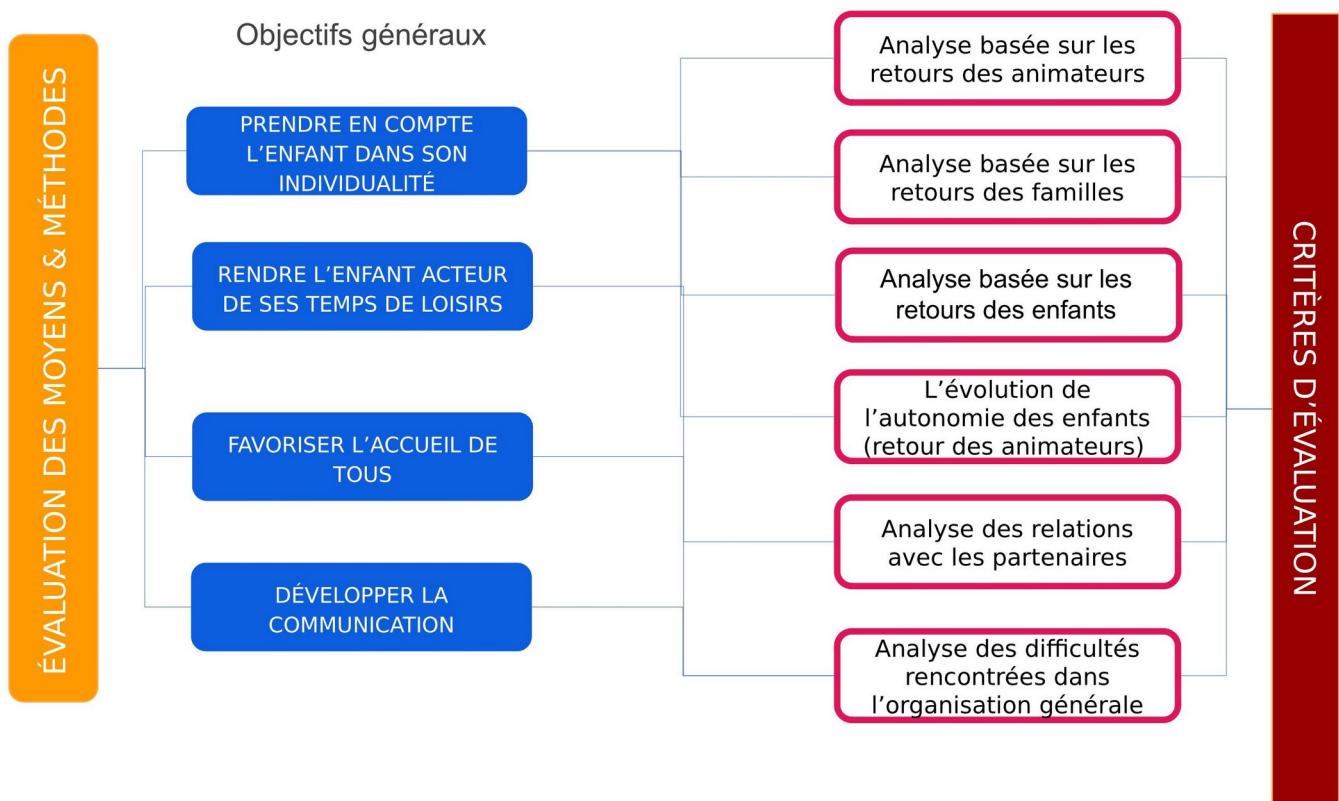 ÉVALUATION DES MOYENS & MÉTHODES
Objectifs généraux
PRENDRE EN COMPTE
L’ENFANT DANS SON
INDIVIDUALITÉ
RENDRE L’ENFANT ACTEUR
DE SES TEMPS DE LOISIRS
FAVORISER L’ACCUEIL DE
TOUS
DÉVELOPPER LA
COMMUNICATION
Analyse basée sur les
retours des animateurs
Analyse basée sur les
retours des familles
Analyse basée sur les
retours des enfants
L’évolution de
l’autonomie des enfants
(retour des animateurs)
Analyse des relations
avec les partenaires
Analyse des difficultés
rencontrées dans
l’organisation générale
CRITÈRES D’ÉVALUATION